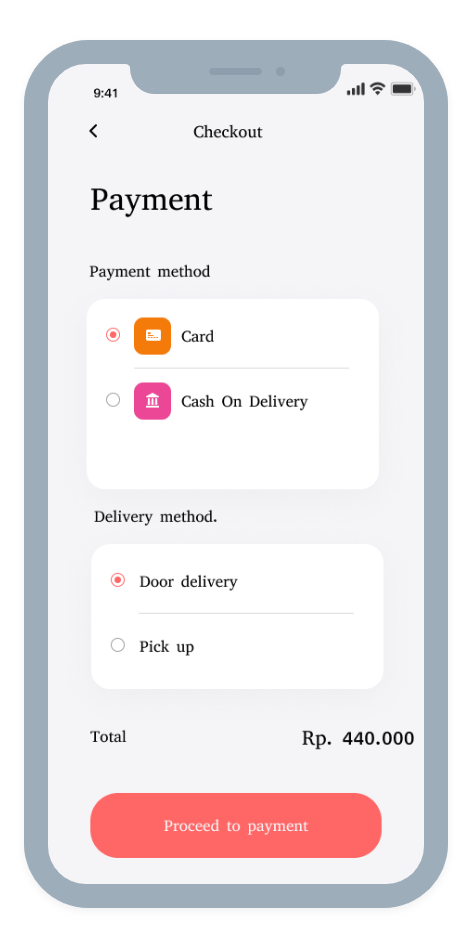 9:41
Checkout
Payment
Payment method
Card
Cash On Delivery
Delivery method.
Door delivery
Pick up
Total Rp. 440.000
Proceed to payment